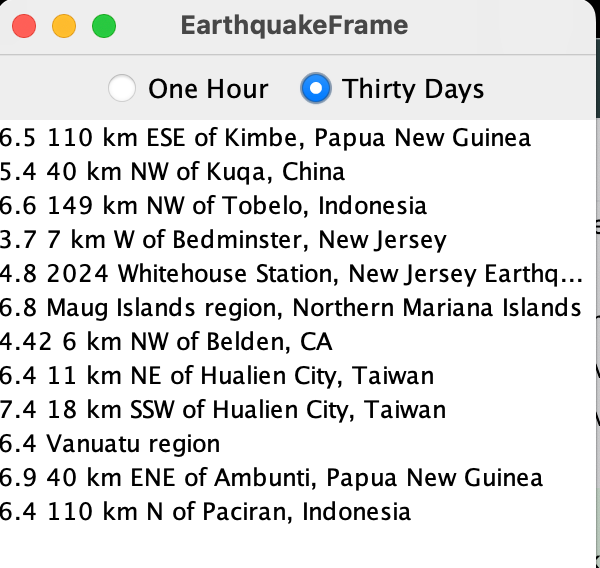 EarthquakeFrame
One Hour Thirty Days
6.5 110 km ESE of Kimbe, Papua New Guinea
5.4 40 km NW of Kuqa, China
6.6 149 km NW of Tobelo, Indonesia
3.7 7 km W of Bedminster, New Jersey
4.8 2024 Whitehouse Station, New Jersey Earthq...
6.8 Maug Islands region, Northern Mariana Islands
4.42 6 km NW of Belden, CA
6.4 11 km NE of Hualien City, Taiwan
7.4 18 km SSW of Hualien City, Taiwan
6.4 Vanuatu region
6.9 40 km ENE of Ambunti, Papua New Guinea
6.4 110 km N of Paciran, Indonesia